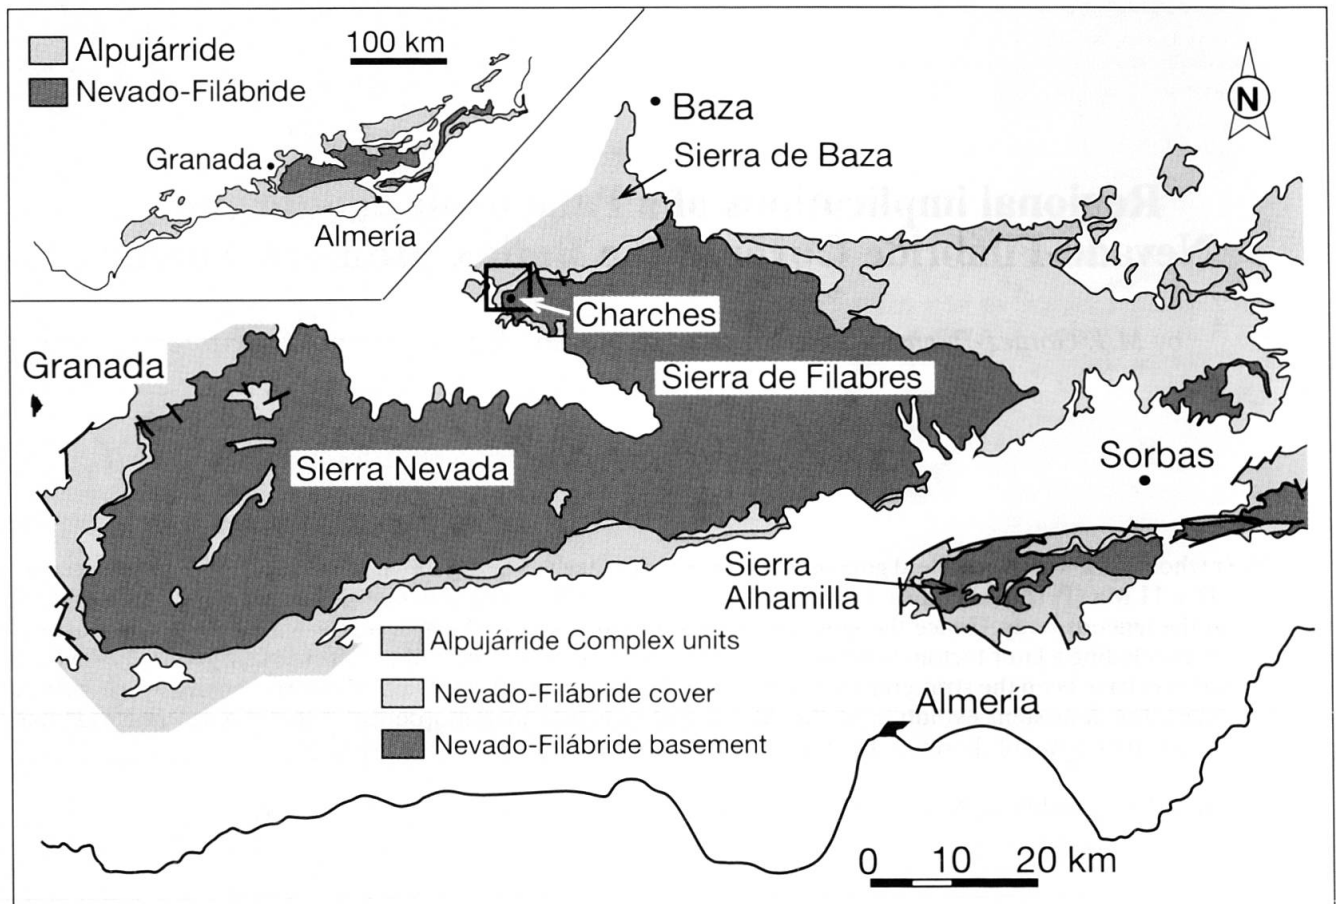 Alpujárride
100 km
Nevado-Filábride
Granada
Almería
N
Baza
Sierra de Baza
Charches
Granada
Sierra de Filabres
Sierra Nevada
Sorbas
Sierra
Alhamilla
Alpujárride Complex units
Nevado-Filábride cover
Nevado-Filábride basement
Almería
0 10 20 km